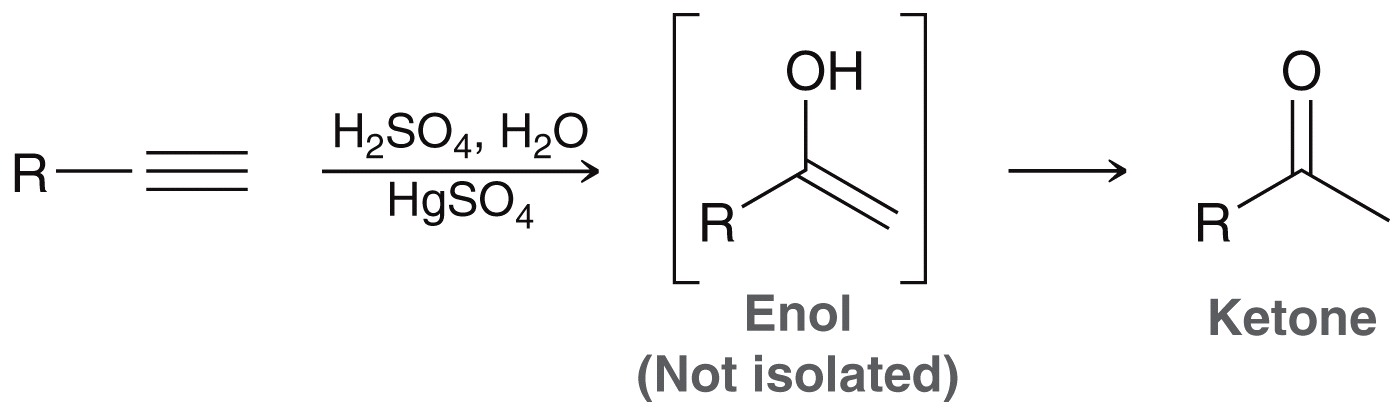 R
H₂SO₄, H₂O
HgSO₄
OH
R
Enol
(Not isolated)
O
R
Ketone